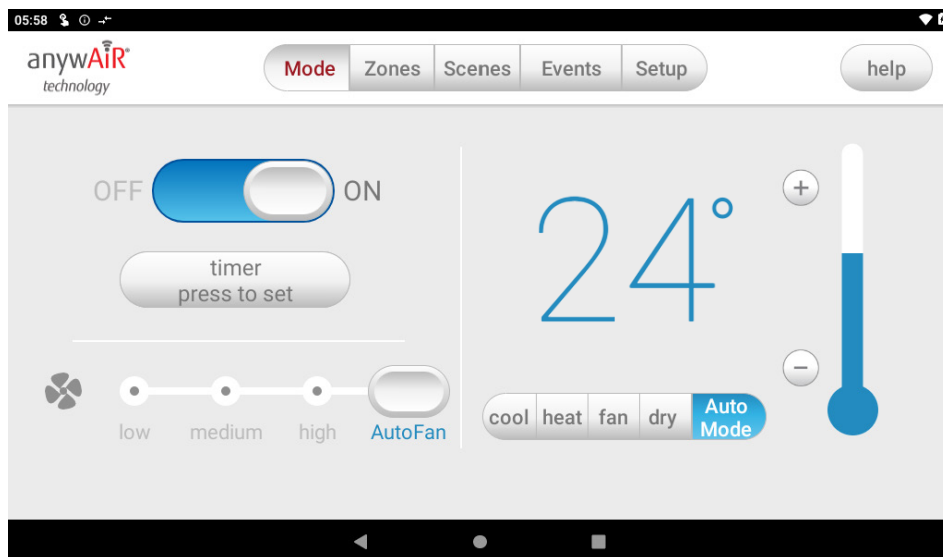 05:58
anywAiR
technology
Mode Zones Scenes Events Setup
help
OFF ON
timer
press to set
low medium high AutoFan
24°
+
−
cool heat fan dry Auto Mode